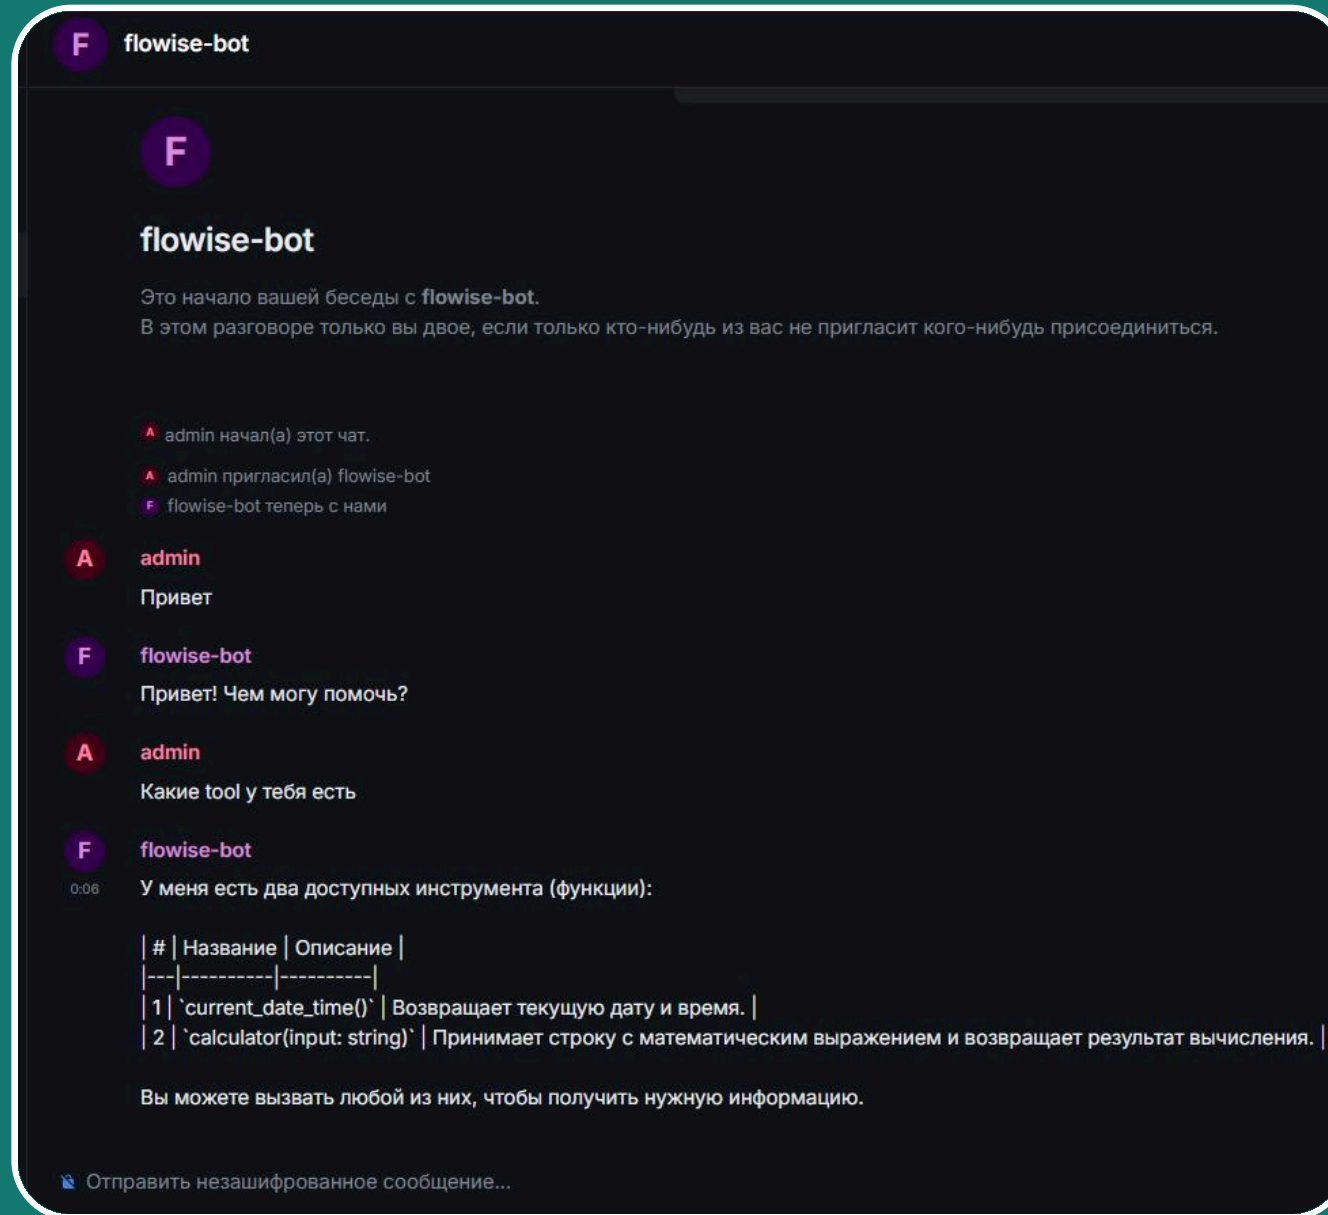 F flowise-bot
F
flowise-bot
Это начало вашей беседы с flowise-bot.
В этом разговоре только вы двое, если только кто-нибудь из вас не пригласит кого-нибудь присоединиться.
A admin начал(а) этот чат.
A admin пригласил(а) flowise-bot
F flowise-bot теперь с нами
A admin
Привет
F flowise-bot
Привет! Чем могу помочь?
A admin
Какие tool у тебя есть
F flowise-bot
0:06 У меня есть два доступных инструмента (функции):
| # | Название | Описание |
|---|----------|----------|
| 1 | `current_date_time()` | Возвращает текущую дату и время. |
| 2 | `calculator(input: string)` | Принимает строку с математическим выражением и возвращает результат вычисления. |
Вы можете вызвать любой из них, чтобы получить нужную информацию.
Отправить незашифрованное сообщение...